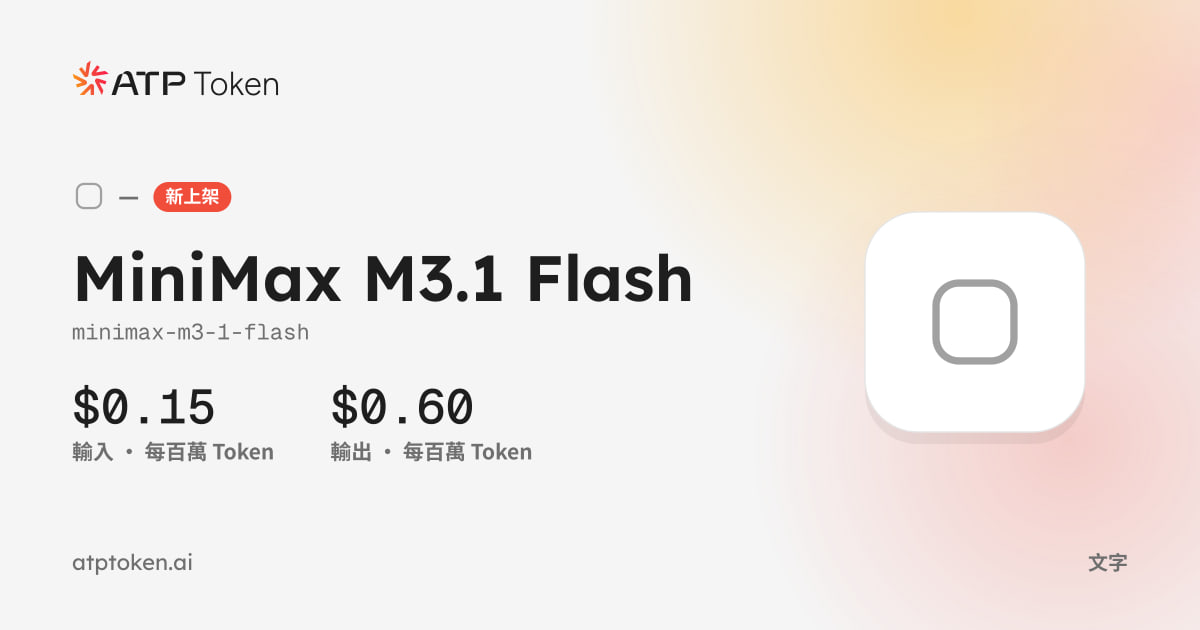 ATP Token
— 新上架
MiniMax M3.1 Flash
minimax-m3-1-flash
$0.15 $0.60
輸入 · 每百萬 Token 輸出 · 每百萬 Token
atptoken.ai 文字